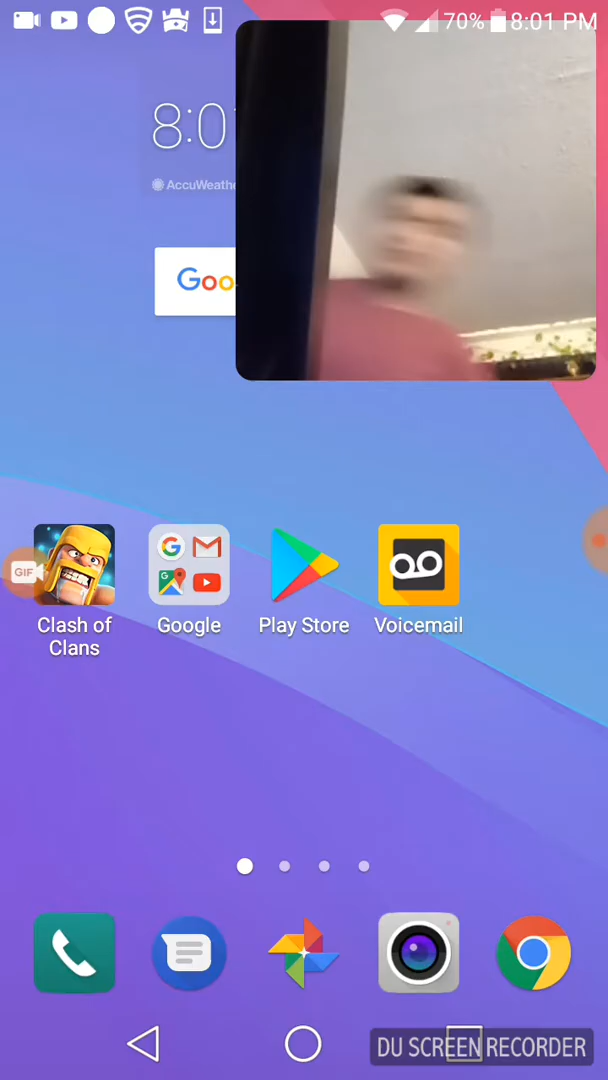 70% 8:01 PM
8:0
AccuWeathe
Goo
GIF
Clash of Clans
Google
Play Store
Voicemail
DU SCREEN RECORDER